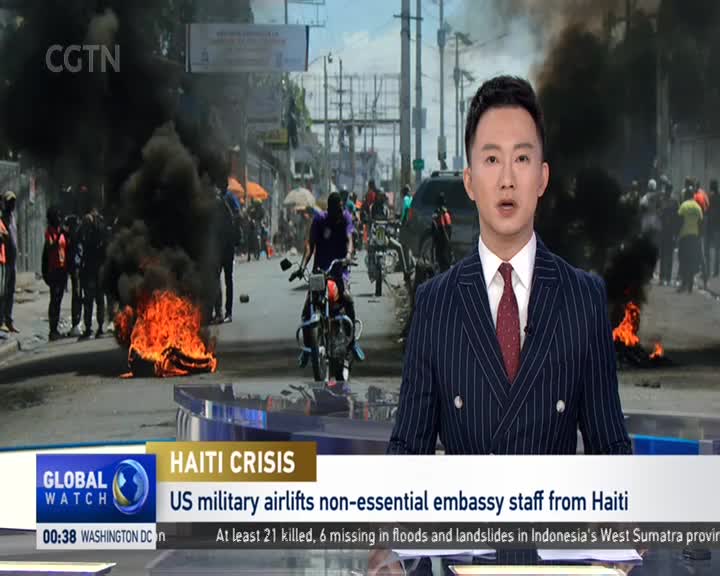 CGTN
HAITI CRISIS
GLOBAL
WATCH
US military airlifts non-essential embassy staff from Haiti
00:38 WASHINGTON DC
At least 21 killed, 6 missing in floods and landslides in Indonesia's West Sumatra provin